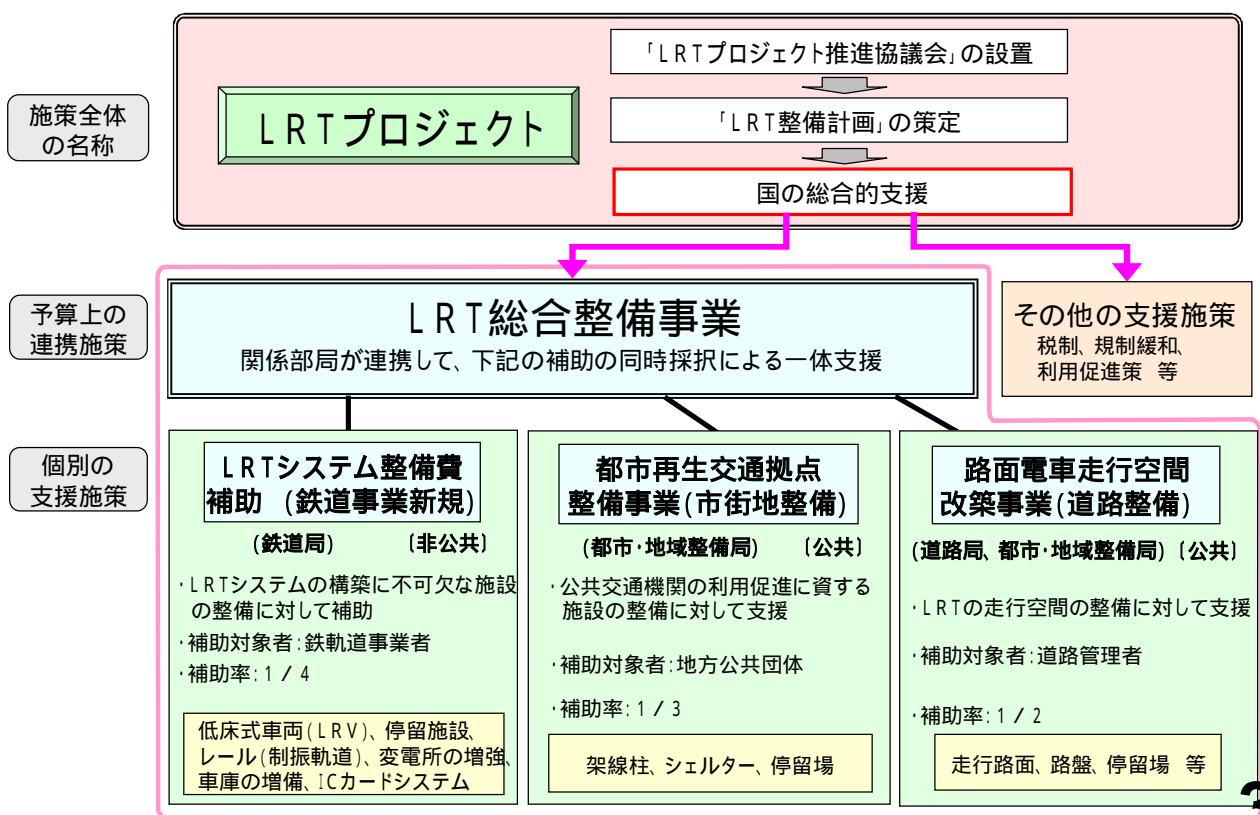 施策全体
の名称
LRTプロジェクト
「LRTプロジェクト推進協議会」の設置
「LRT整備計画」の策定
国の総合的支援
予算上の
連携施策
LRT総合整備事業
関係部局が連携して、下記の補助の同時採択による一体支援
その他の支援施策
税制、規制緩和、
利用促進策 等
個別の
支援施策
LRTシステム整備費
補助 (鉄道事業新規)
(鉄道局) 〔非公共〕
・LRTシステムの構築に不可欠な施設
の整備に対して補助
・補助対象者:鉄軌道事業者
・補助率:1/4
低床式車両(LRV)、停留施設、
レール(制振軌道)、変電所の増強、
車庫の増備、ICカードシステム
都市再生交通拠点
整備事業(市街地整備)
(都市・地域整備局) 〔公共〕
・公共交通機関の利用促進に資する
施設の整備に対して支援
・補助対象者:地方公共団体
・補助率:1/3
架線柱、シェルター、停留場
路面電車走行空間
改築事業(道路整備)
(道路局、都市・地域整備局)〔公共〕
・LRTの走行空間の整備に対して支援
・補助対象者:道路管理者
・補助率:1/2
走行路面、路盤、停留場 等